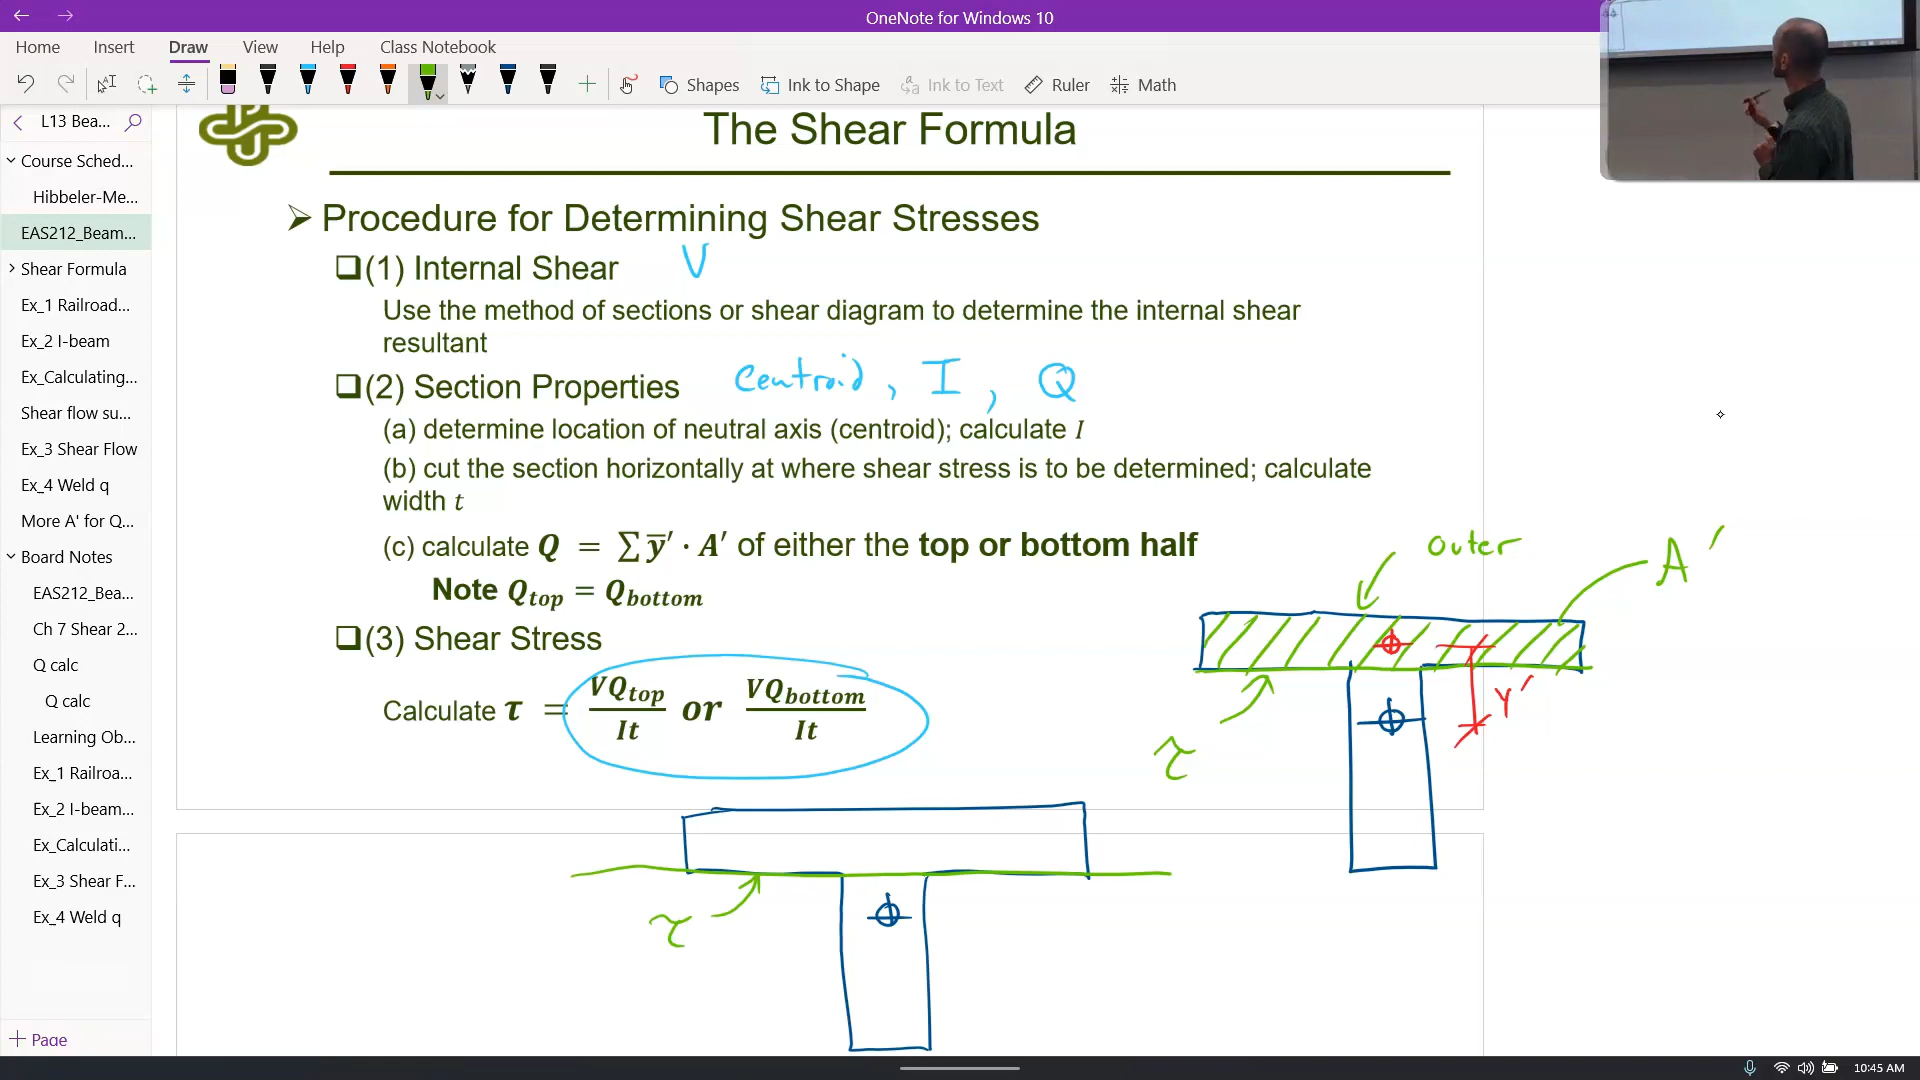 OneNote for Windows 10
Home Insert Draw View Help Class Notebook
Shapes Ink to Shape Ink to Text Ruler Math
L13 Bea...
Course Sched...
Hibbeler-Me...
EAS212_Beam...
Shear Formula
Ex_1 Railroad...
Ex_2 I-beam
Ex_Calculating...
Shear flow su...
Ex_3 Shear Flow
Ex_4 Weld q
More A' for Q...
Board Notes
EAS212_Bea...
Ch 7 Shear 2...
Q calc
Q calc
Learning Ob...
Ex_1 Railroa...
Ex_2 I-beam...
Ex_Calculati...
Ex_3 Shear F...
Ex_4 Weld q
Page
The Shear Formula
Procedure for Determining Shear Stresses
(1) Internal Shear V
Use the method of sections or shear diagram to determine the internal shear
resultant
(2) Section Properties Centroid, I, Q
(a) determine location of neutral axis (centroid); calculate I
(b) cut the section horizontally at where shear stress is to be determined; calculate
width t
(c) calculate Q = ∑ȳ′ · A′ of either the top or bottom half
Note Qtop = Qbottom
(3) Shear Stress
Calculate τ = VQtop/It or VQbottom/It
outer
A'
Y'
τ
τ
10:45 AM